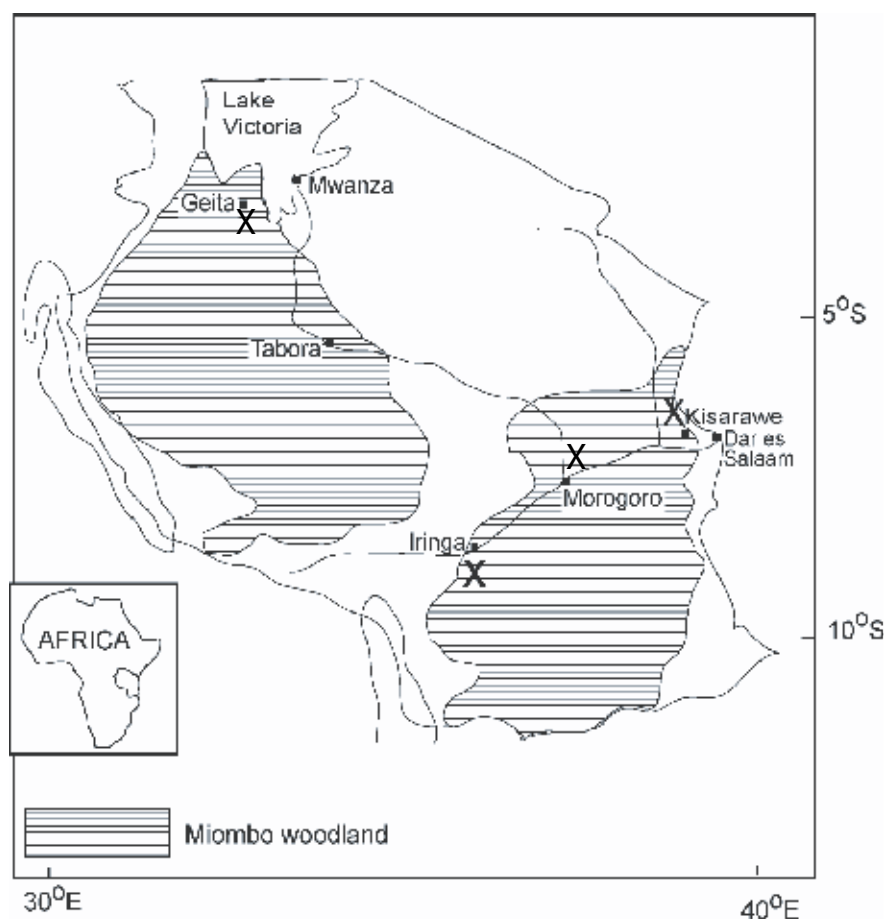 Lake
Victoria
Mwanza
Geita
X
5°S
Tabora
X
Kisarawe
Dar es
Salaam
X
Morogoro
Iringa
X
10°S
AFRICA
Miombo woodland
30°E
40°E